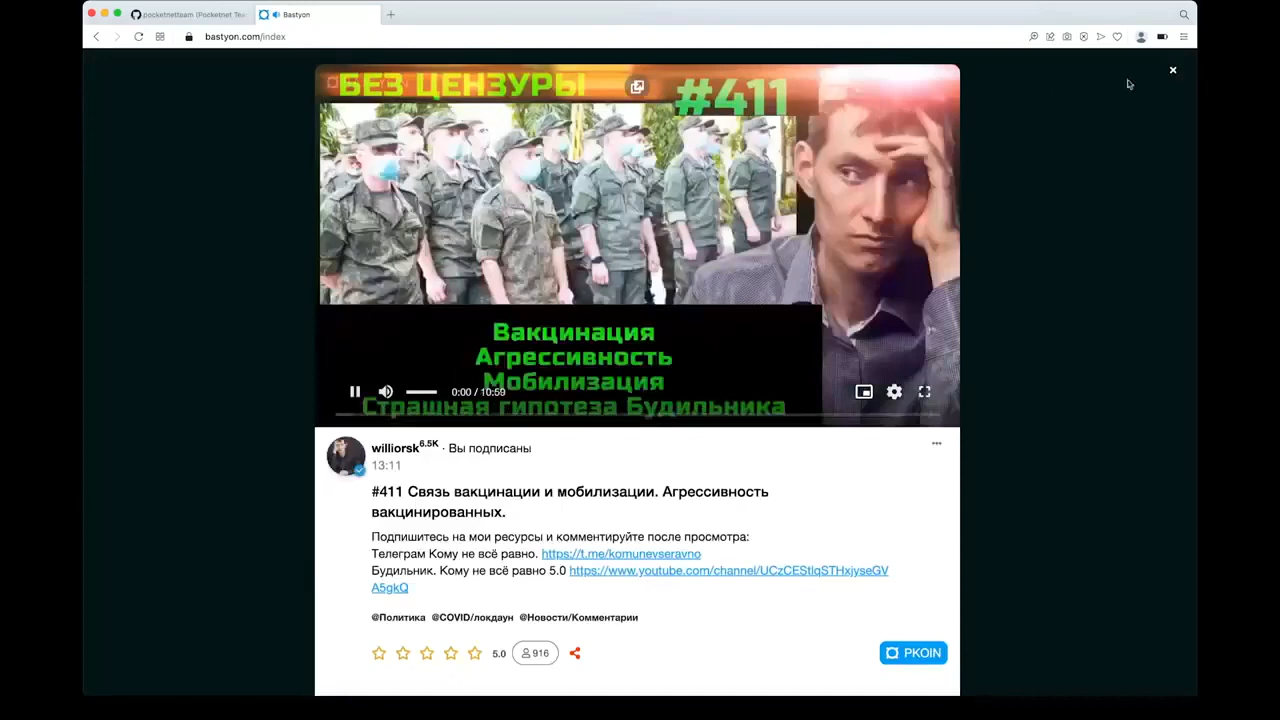 pocketnetteam (Pocketnet Tea
Bastyon
bastyon.com/index
БЕЗ ЦЕНЗУРЫ
#411
Вакцинация
Агрессивность
Мобилизация
Страшная гипотеза Будильника
0:00 / 10:59
williorsk 6.5K · Вы подписаны
13:11
#411 Связь вакцинации и мобилизации. Агрессивность
вакцинированных.
Подпишитесь на мои ресурсы и комментируйте после просмотра:
Телеграм Кому не всё равно. https://t.me/komunevseravno
Будильник. Кому не всё равно 5.0 https://www.youtube.com/channel/UCzCEStlqSTHxjyseGV
A5gkQ
@Политика @COVID/локдаун @Новости/Комментарии
5.0 916 PKOIN